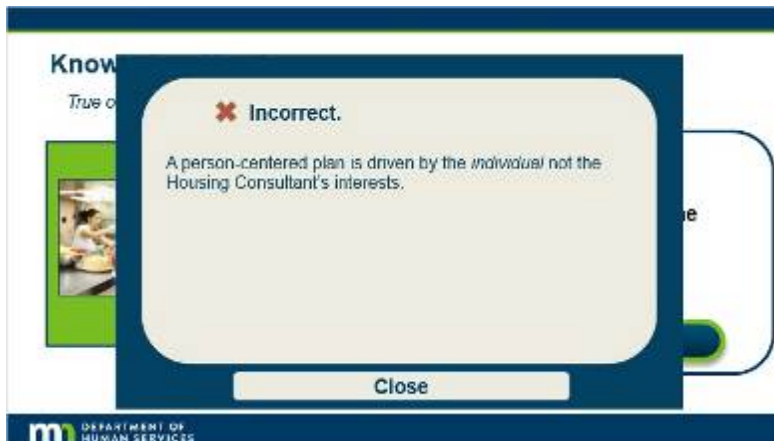 Know
True o
✖ Incorrect.
A person-centered plan is driven by the individual not the
Housing Consultant's interests.
e
Close
DEPARTMENT OF
HUMAN SERVICES